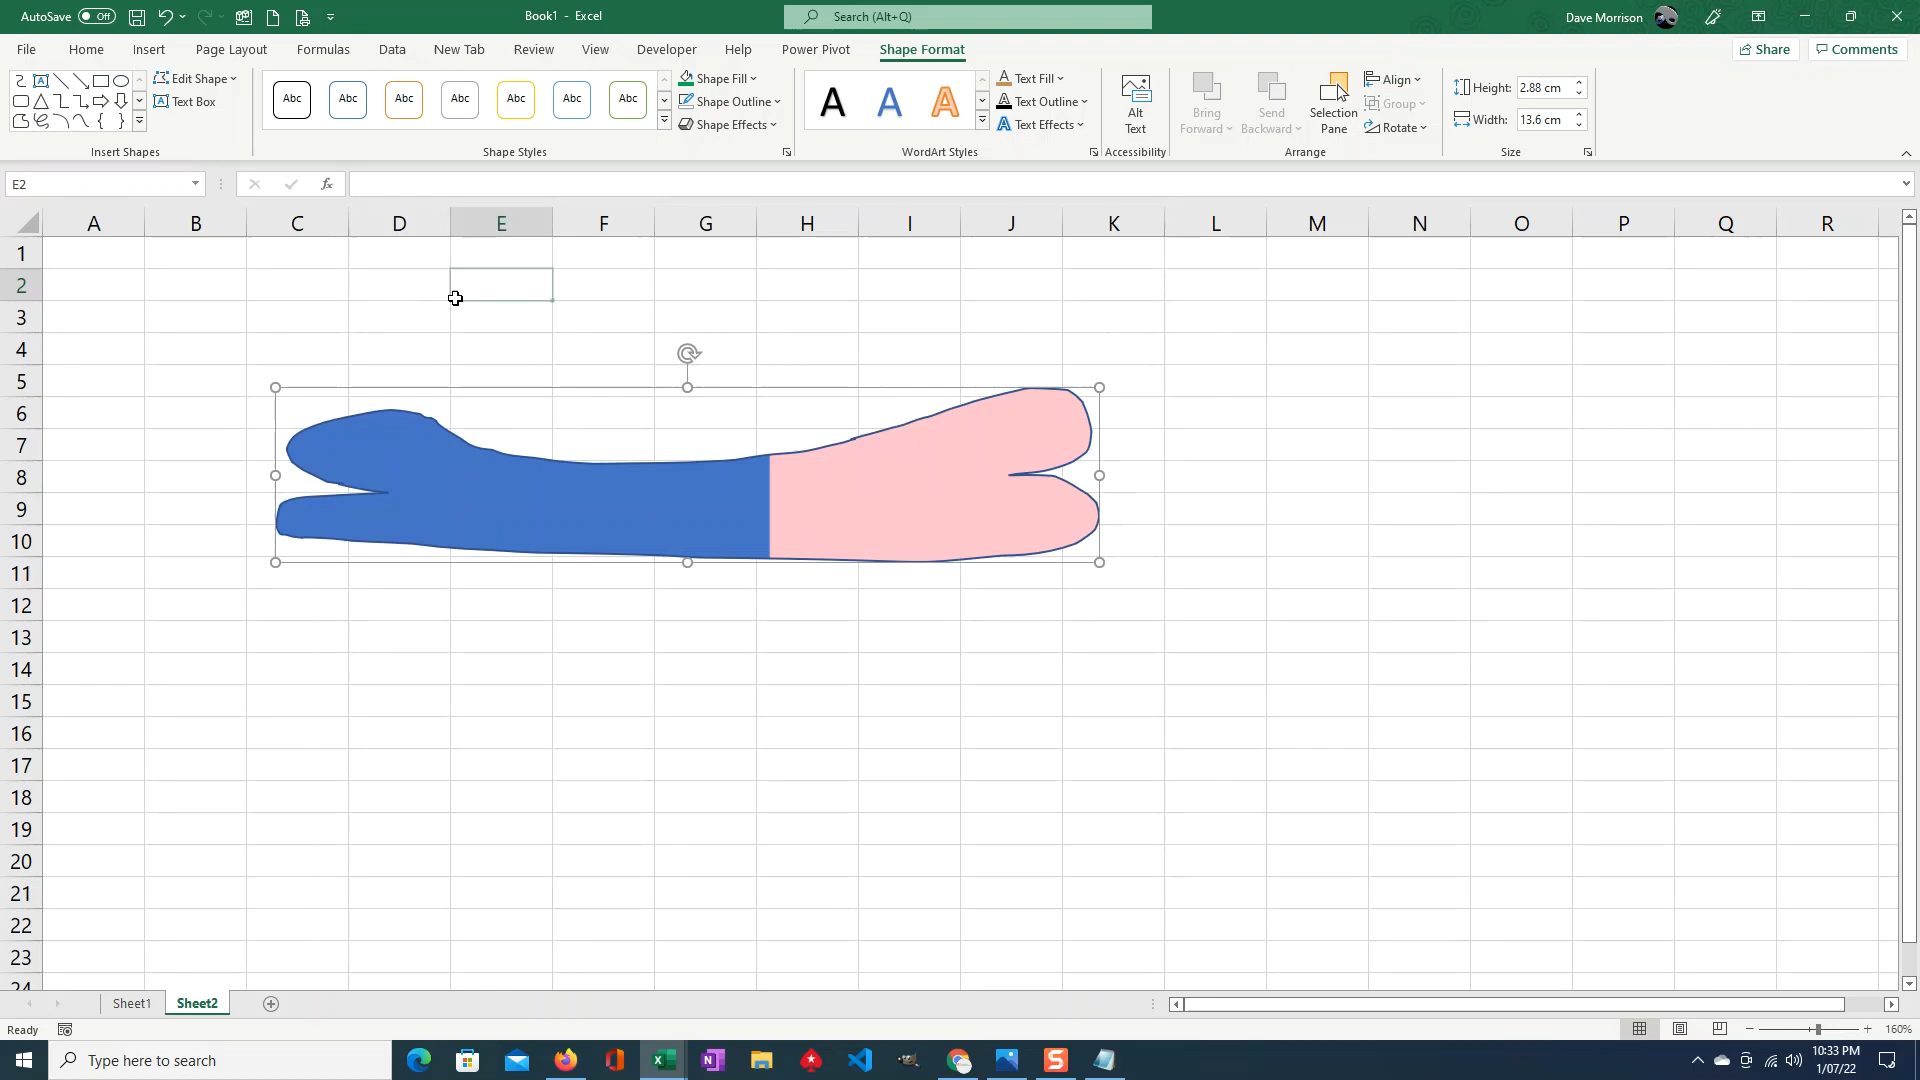 AutoSave Off Book1 - Excel Search (Alt+Q) Dave Morrison
File Home Insert Page Layout Formulas Data New Tab Review View Developer Help Power Pivot Shape Format Share Comments
Edit Shape
Text Box
Insert Shapes
Abc Abc Abc Abc Abc Abc Abc
Shape Fill
Shape Outline
Shape Effects
Shape Styles
A A A
Text Fill
Text Outline
Text Effects
WordArt Styles
Alt
Text
Accessibility
Bring
Forward
Send
Backward
Selection
Pane
Align
Group
Rotate
Arrange
Height: 2.88 cm
Width: 13.6 cm
Size
E2 fx
A B C D E F G H I J K L M N O P Q R
1
2
3
4
5
6
7
8
9
10
11
12
13
14
15
16
17
18
19
20
21
22
23
24
Sheet1 Sheet2
Ready 160%
Type here to search 10:33 PM
1/07/22